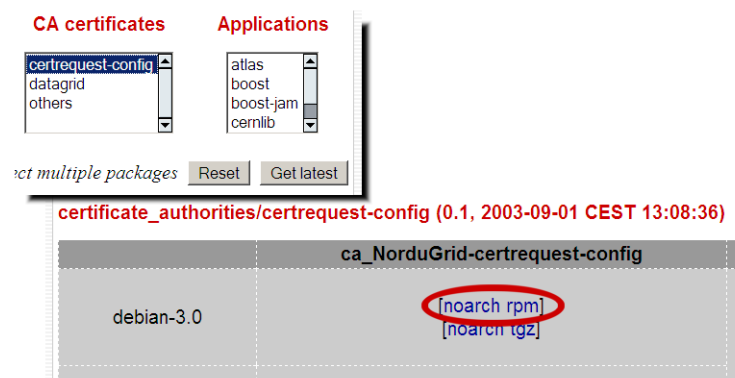 CA certificates Applications
certrequest-config atlas
datagrid boost
others boost-jam
cernlib
ect multiple packages Reset Get latest
certificate_authorities/certrequest-config (0.1, 2003-09-01 CEST 13:08:36)
ca_NorduGrid-certrequest-config
debian-3.0 [noarch rpm]
[noarch tgz]